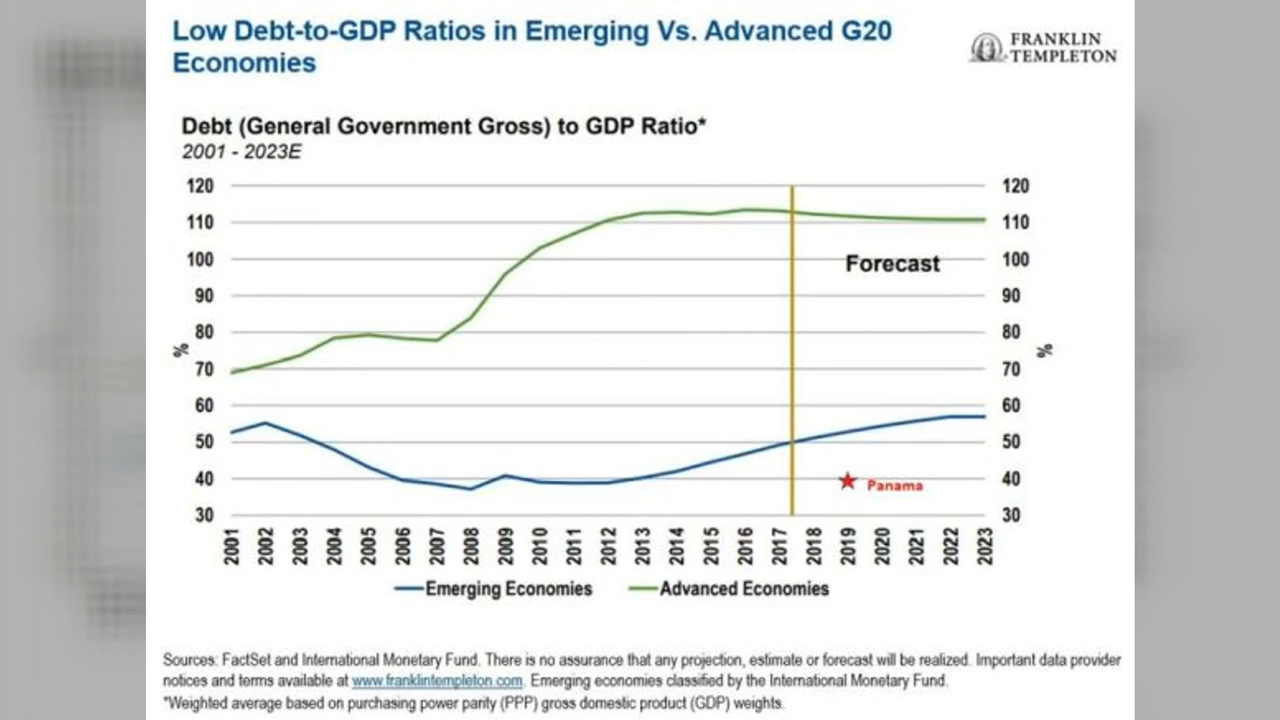 Low Debt-to-GDP Ratios in Emerging Vs. Advanced G20
Economies
FRANKLIN
TEMPLETON
Debt (General Government Gross) to GDP Ratio*
2001 - 2023E
120
110
100
90
80
70
60
50
40
30
%
120
110
100
90
80
70
60
50
40
30
%
Forecast
Panama
2001 2002 2003 2004 2005 2006 2007 2008 2009 2010 2011 2012 2013 2014 2015 2016 2017 2018 2019 2020 2021 2022 2023
Emerging Economies Advanced Economies
Sources: FactSet and International Monetary Fund. There is no assurance that any projection, estimate or forecast will be realized. Important data provider
notices and terms available at www.franklintempleton.com. Emerging economies classified by the International Monetary Fund.
*Weighted average based on purchasing power parity (PPP) gross domestic product (GDP) weights.